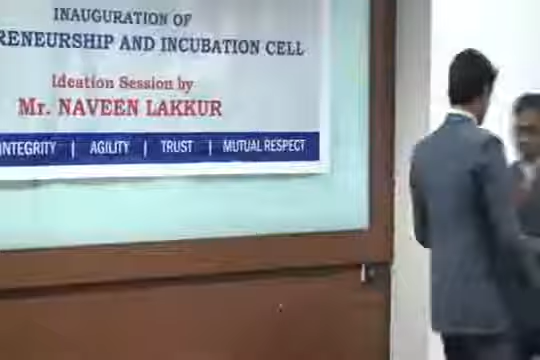 INAUGURATION OF
RENEURSHIP AND INCUBATION CELL
Ideation Session by
Mr. NAVEEN LAKKUR
INTEGRITY | AGILITY | TRUST | MUTUAL RESPECT